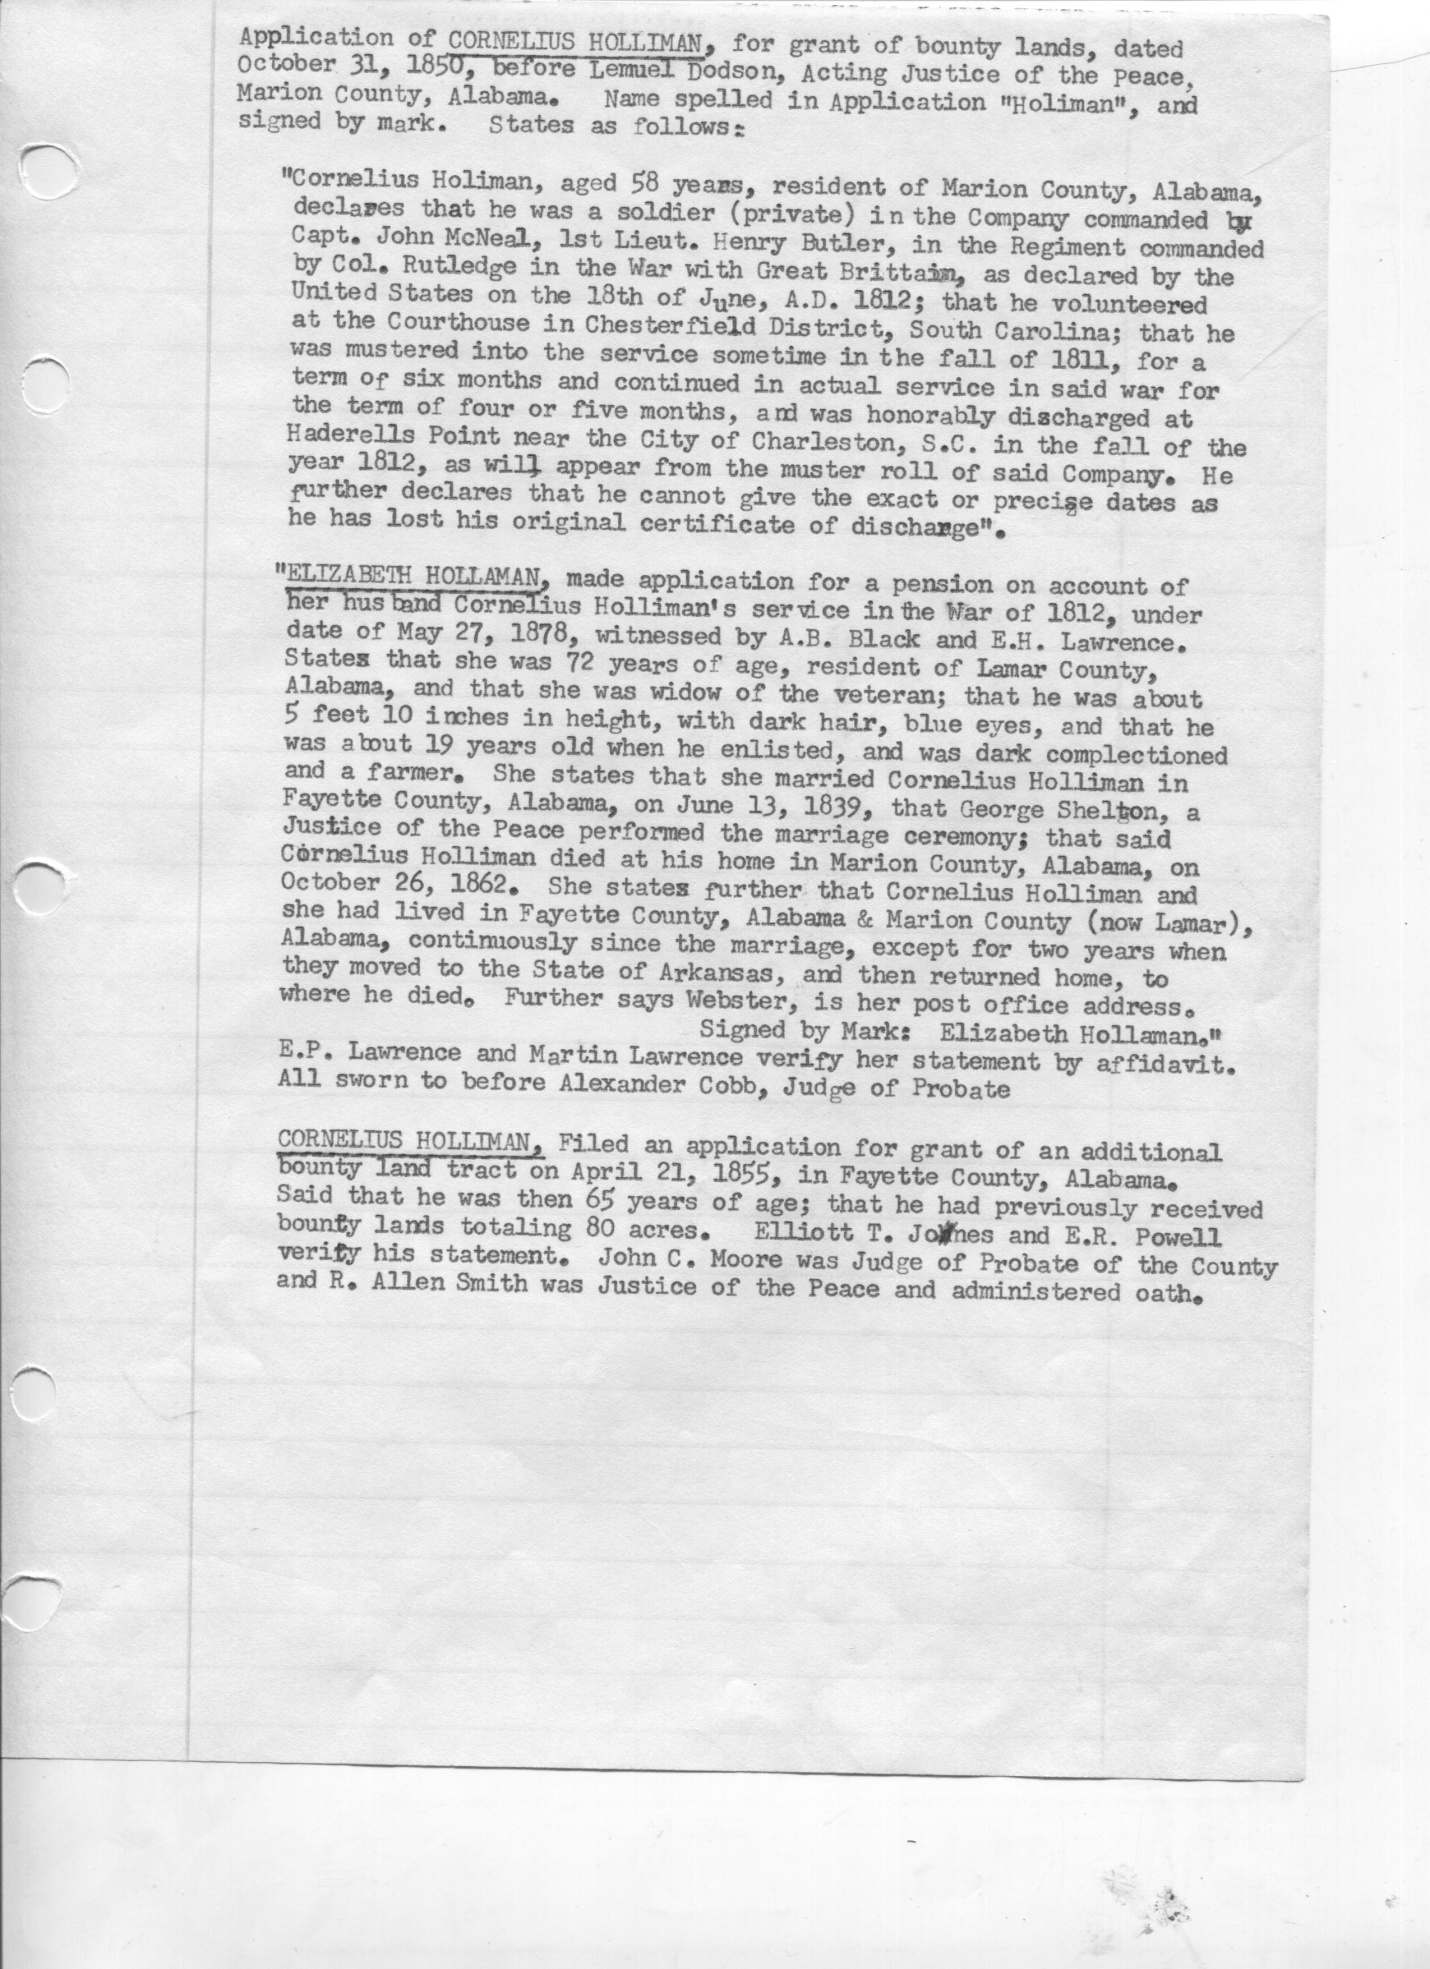 Application of CORNELIUS HOLLIMAN, for grant of bounty lands, dated
October 31, 1850, before Lemuel Dodson, Acting Justice of the Peace,
Marion County, Alabama. Name spelled in Application "Holiman", and
signed by mark. States as follows:
"Cornelius Holiman, aged 58 years, resident of Marion County, Alabama,
declares that he was a soldier (private) in the Company commanded by
Capt. John McNeal, 1st Lieut. Henry Butler, in the Regiment commanded
by Col. Rutledge in the War with Great Brittain, as declared by the
United States on the 18th of June, A.D. 1812; that he volunteered
at the Courthouse in Chesterfield District, South Carolina; that he
was mustered into the service sometime in the fall of 1811, for a
term of six months and continued in actual service in said war for
the term of four or five months, and was honorably discharged at
Haderells Point near the City of Charleston, S.C. in the fall of the
year 1812, as will appear from the muster roll of said Company. He
further declares that he cannot give the exact or precise dates as
he has lost his original certificate of discharge".
"ELIZABETH HOLLAMAN, made application for a pension on account of
her husband Cornelius Holliman's service in the War of 1812, under
date of May 27, 1878, witnessed by A.B. Black and E.H. Lawrence.
States that she was 72 years of age, resident of Lamar County,
Alabama, and that she was widow of the veteran; that he was about
5 feet 10 inches in height, with dark hair, blue eyes, and that he
was about 19 years old when he enlisted, and was dark complectioned
and a farmer. She states that she married Cornelius Holliman in
Fayette County, Alabama, on June 13, 1839, that George Shelton, a
Justice of the Peace performed the marriage ceremony; that said
Cornelius Holliman died at his home in Marion County, Alabama, on
October 26, 1862. She states further that Cornelius Holliman and
she had lived in Fayette County, Alabama & Marion County (now Lamar),
Alabama, continuously since the marriage, except for two years when
they moved to the State of Arkansas, and then returned home, to
where he died. Further says Webster, is her post office address.
Signed by Mark: Elizabeth Hollaman."
E.P. Lawrence and Martin Lawrence verify her statement by affidavit.
All sworn to before Alexander Cobb, Judge of Probate
CORNELIUS HOLLIMAN, Filed an application for grant of an additional
bounty land tract on April 21, 1855, in Fayette County, Alabama.
Said that he was then 65 years of age; that he had previously received
bounty lands totaling 80 acres. Elliott T. Jones and E.R. Powell
verify his statement. John C. Moore was Judge of Probate of the County
and R. Allen Smith was Justice of the Peace and administered oath.